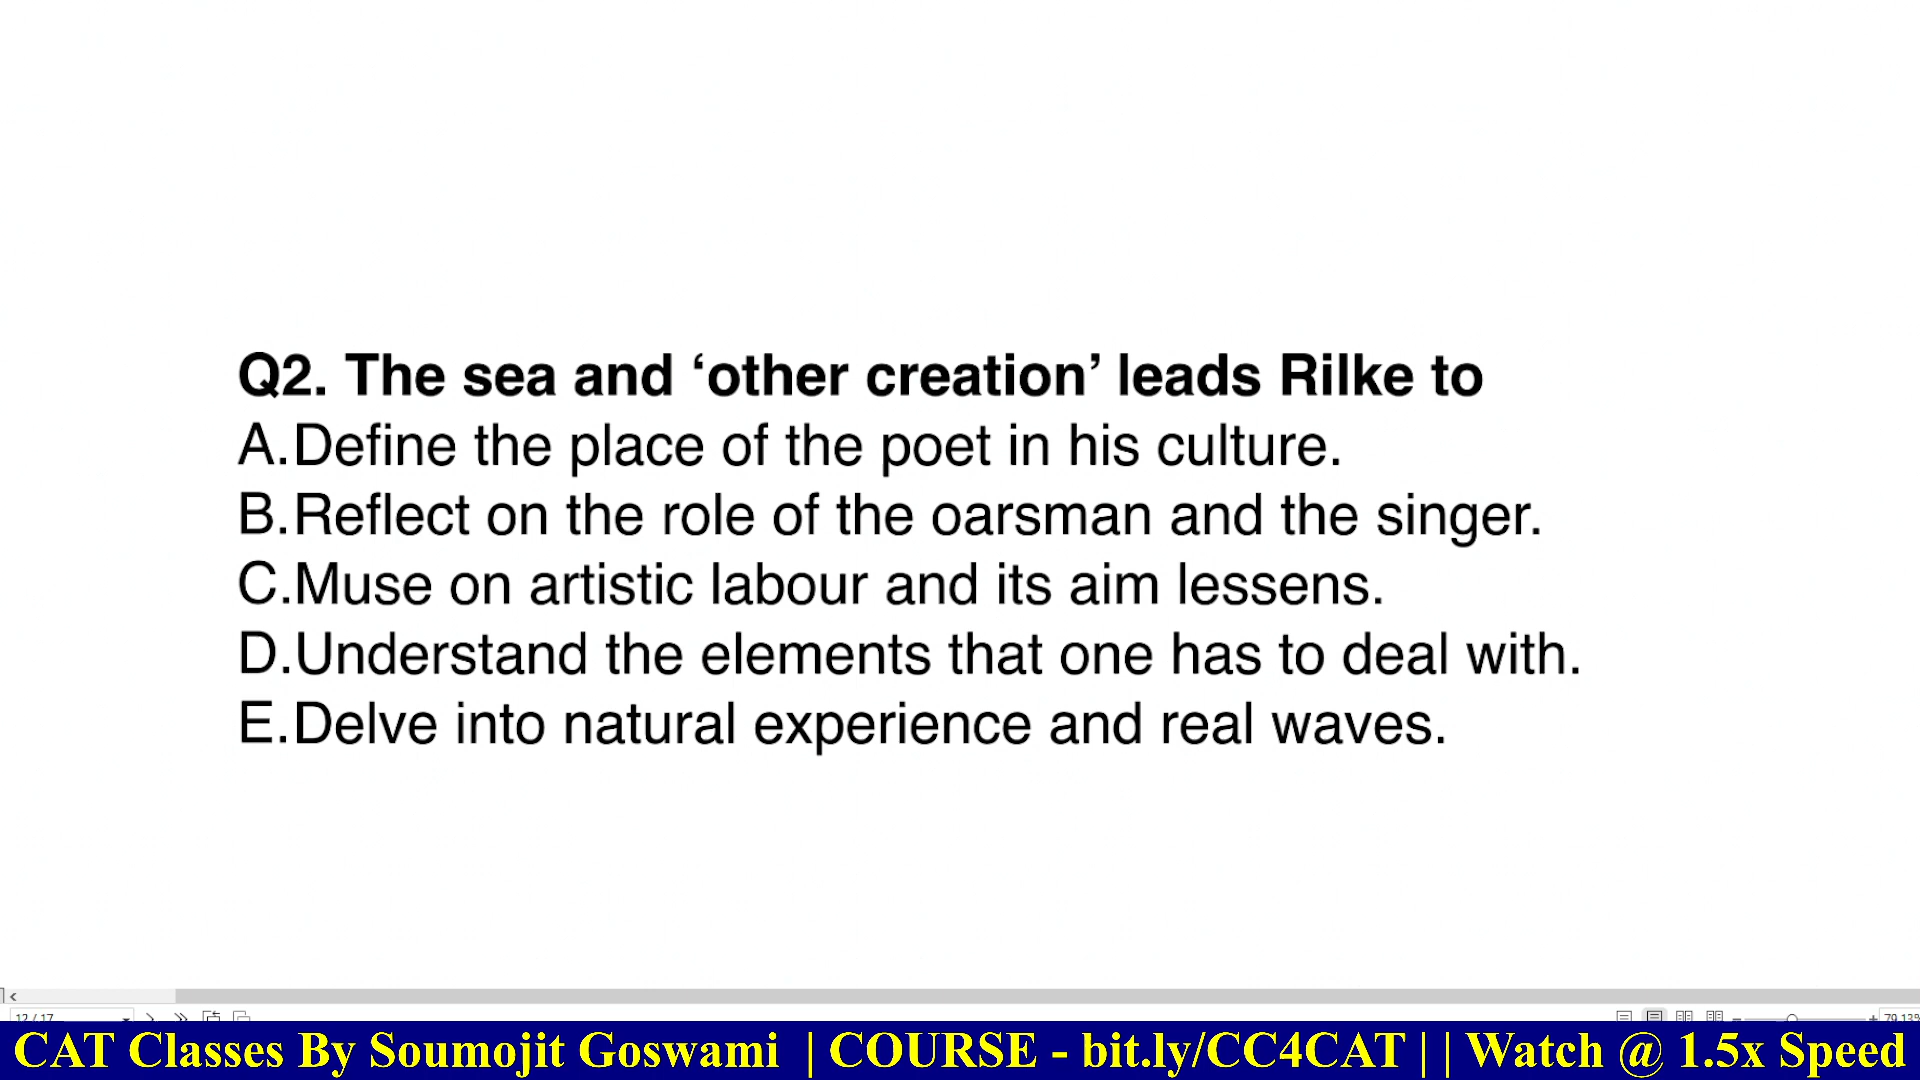 Q2. The sea and ‘other creation’ leads Rilke to
A.Define the place of the poet in his culture.
B.Reflect on the role of the oarsman and the singer.
C.Muse on artistic labour and its aim lessens.
D.Understand the elements that one has to deal with.
E.Delve into natural experience and real waves.
CAT Classes By Soumojit Goswami | COURSE - bit.ly/CC4CAT | | Watch @ 1.5x Speed